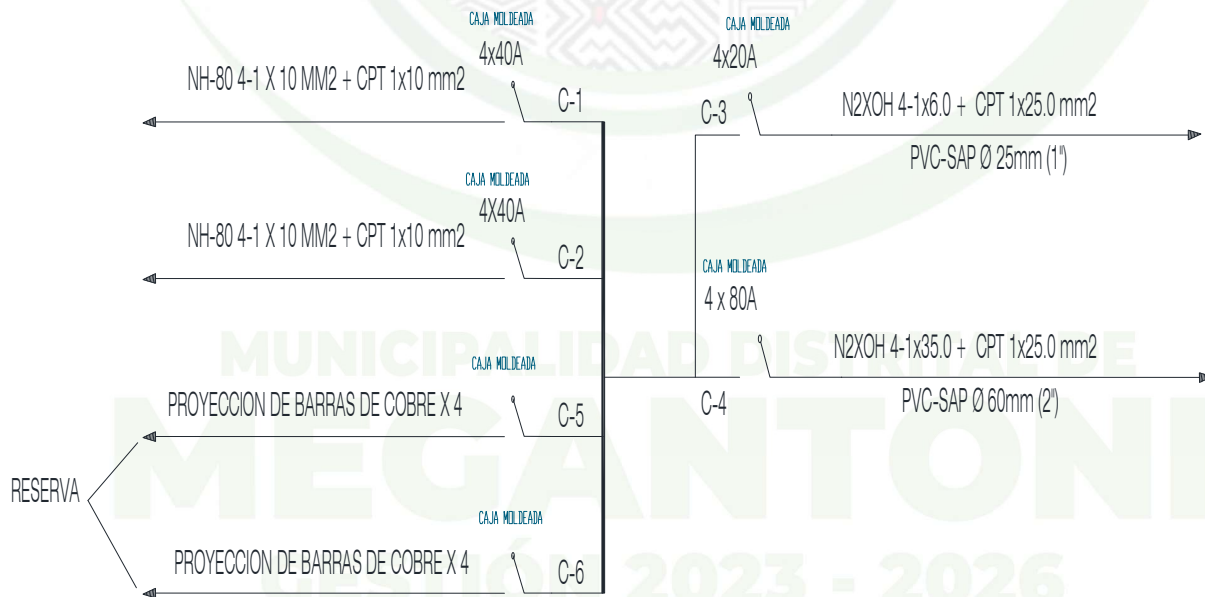 CAJA MOLDEADA
4x40A
NH-80 4-1 X 10 MM2 + CPT 1x10 mm2
C-1
CAJA MOLDEADA
4X40A
NH-80 4-1 X 10 MM2 + CPT 1x10 mm2
C-2
CAJA MOLDEADA
PROYECCION DE BARRAS DE COBRE X 4
C-5
RESERVA
CAJA MOLDEADA
PROYECCION DE BARRAS DE COBRE X 4
C-6
CAJA MOLDEADA
4x20A
C-3
N2XOH 4-1x6.0 + CPT 1x25.0 mm2
PVC-SAP Ø 25mm (1")
CAJA MOLDEADA
4 x 80A
N2XOH 4-1x35.0 + CPT 1x25.0 mm2
C-4
PVC-SAP Ø 60mm (2")
MUNICIPALIDAD DISTRITAL DE
MEGANTONI
GESTIÓN 2023 - 2026